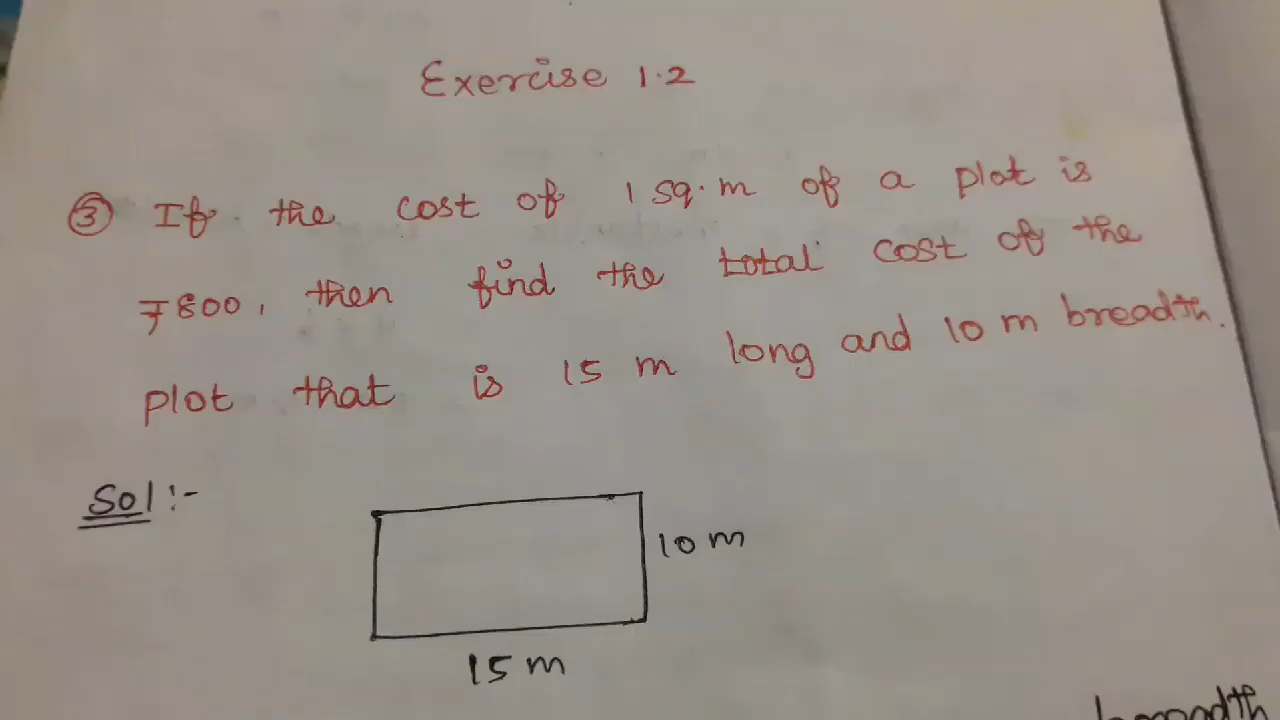 Exercise 1.2
③ If the cost of 1 sq.m of a plot is
₹800, then find the total cost of the
plot that is 15 m long and 10 m breadth.
Sol:-
10 m
15 m
breadth